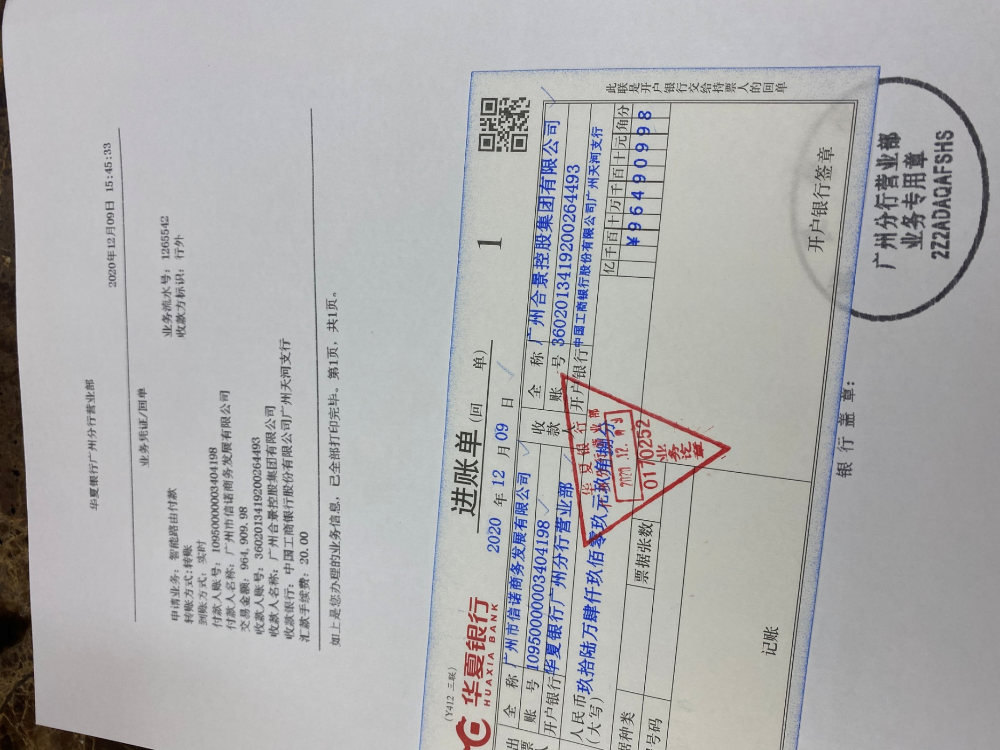 华夏银行广州分行营业部
2020年12月09日 15:45:33
业务凭证/回单
申请业务：智能路由付款 业务流水号：1265542
转账方式:转账 收款方标识：行外
到账方式：实时
付款人账号：10950000003404198
付款人名称：广州市信诺商务发展有限公司
交易金额：964,909.98
收款人账号：3602013419200264493
收款人名称：广州合景控股集团有限公司
收款银行：中国工商银行股份有限公司广州天河支行
汇款手续费：20.00
如上是您办理的业务信息，已全部打印完毕。第1页，共1页。
(Y412 三联)
华夏银行 进账单 (回 单) 1
HUAXIA BANK
2020 年 12 月 09 日
出票人 全称 广州市信诺商务发展有限公司 收款人 全称 广州合景控股集团有限公司
账号 10950000003404198 账号 3602013419200264493
开户银行 华夏银行广州分行营业部 开户银行 中国工商银行股份有限公司广州天河支行
人民币(大写) 玖拾陆万肆仟玖佰零玖元玖角捌分 亿千百十万千百十元角分
¥96490998
据种类 票据张数
号码
华夏银行
2020.12.09
0170252
业务讫章
记账 开户银行签章
此联是开户银行交给持票人的回单
银行盖章：
广州分行营业部
业务专用章
2Z2ADAQAFSHS